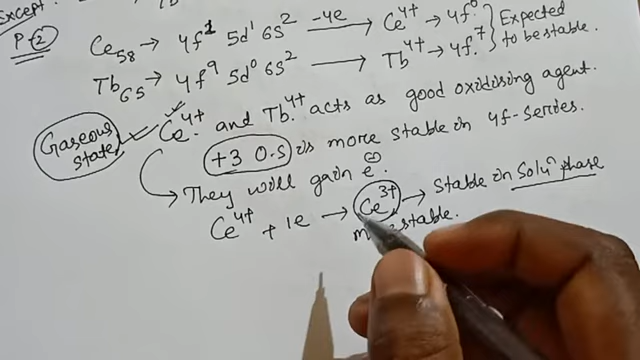 Except:
P-2
Ce₅₈ → 4f¹ 5d¹ 6s² —-4e→ Ce⁴⁺ → 4f⁰. Expected
Tb₆₅ → 4f⁹ 5d⁰ 6s² → Tb⁴⁺ → 4f⁷. to be stable.
Gaseous state ✓ Ce⁴⁺ and Tb⁴⁺ acts as good oxidising agent.
+3 O.S is more stable in 4f-series.
They will gain e⊖.
Ce⁴⁺ + 1e → Ce³⁺ → Stable in Soluⁿ phase
stable.